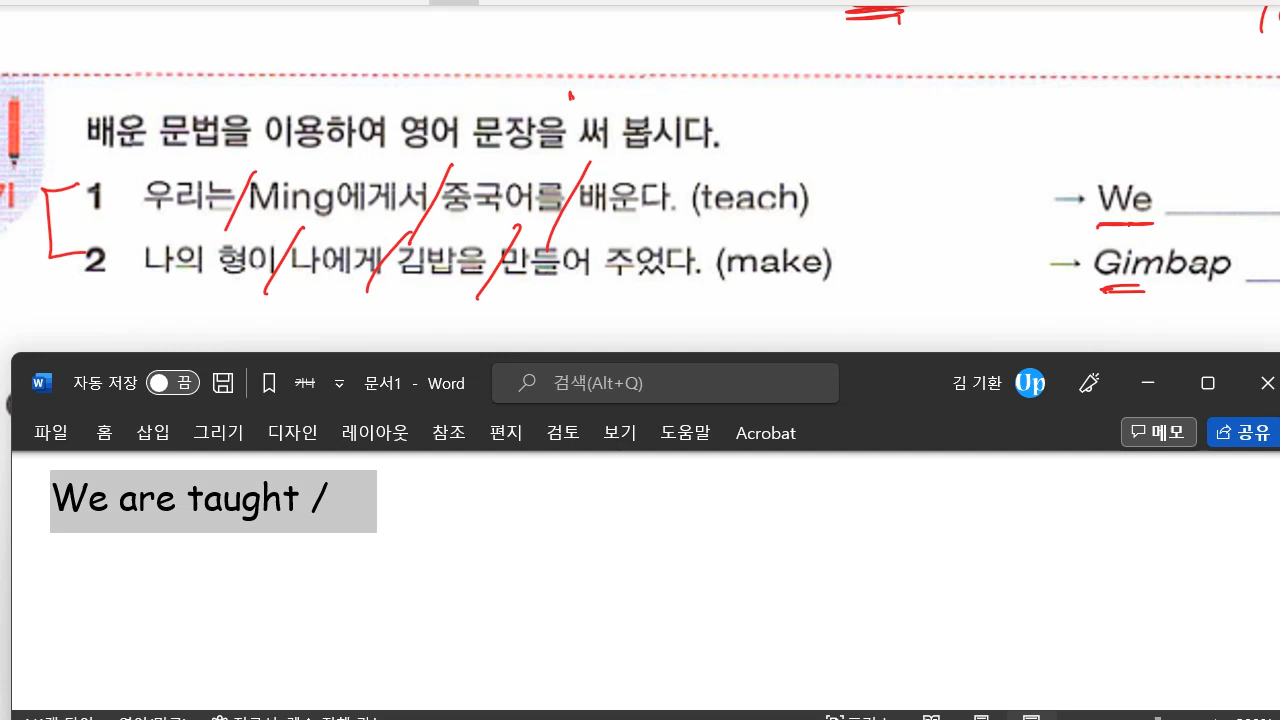 배운 문법을 이용하여 영어 문장을 써 봅시다.
1 우리는 Ming에게서 중국어를 배운다. (teach) → We
2 나의 형이 나에게 김밥을 만들어 주었다. (make) → Gimbap
자동 저장 끔 문서1 - Word 검색(Alt+Q) 김 기환 Up
파일 홈 삽입 그리기 디자인 레이아웃 참조 편지 검토 보기 도움말 Acrobat 메모 공유
We are taught /